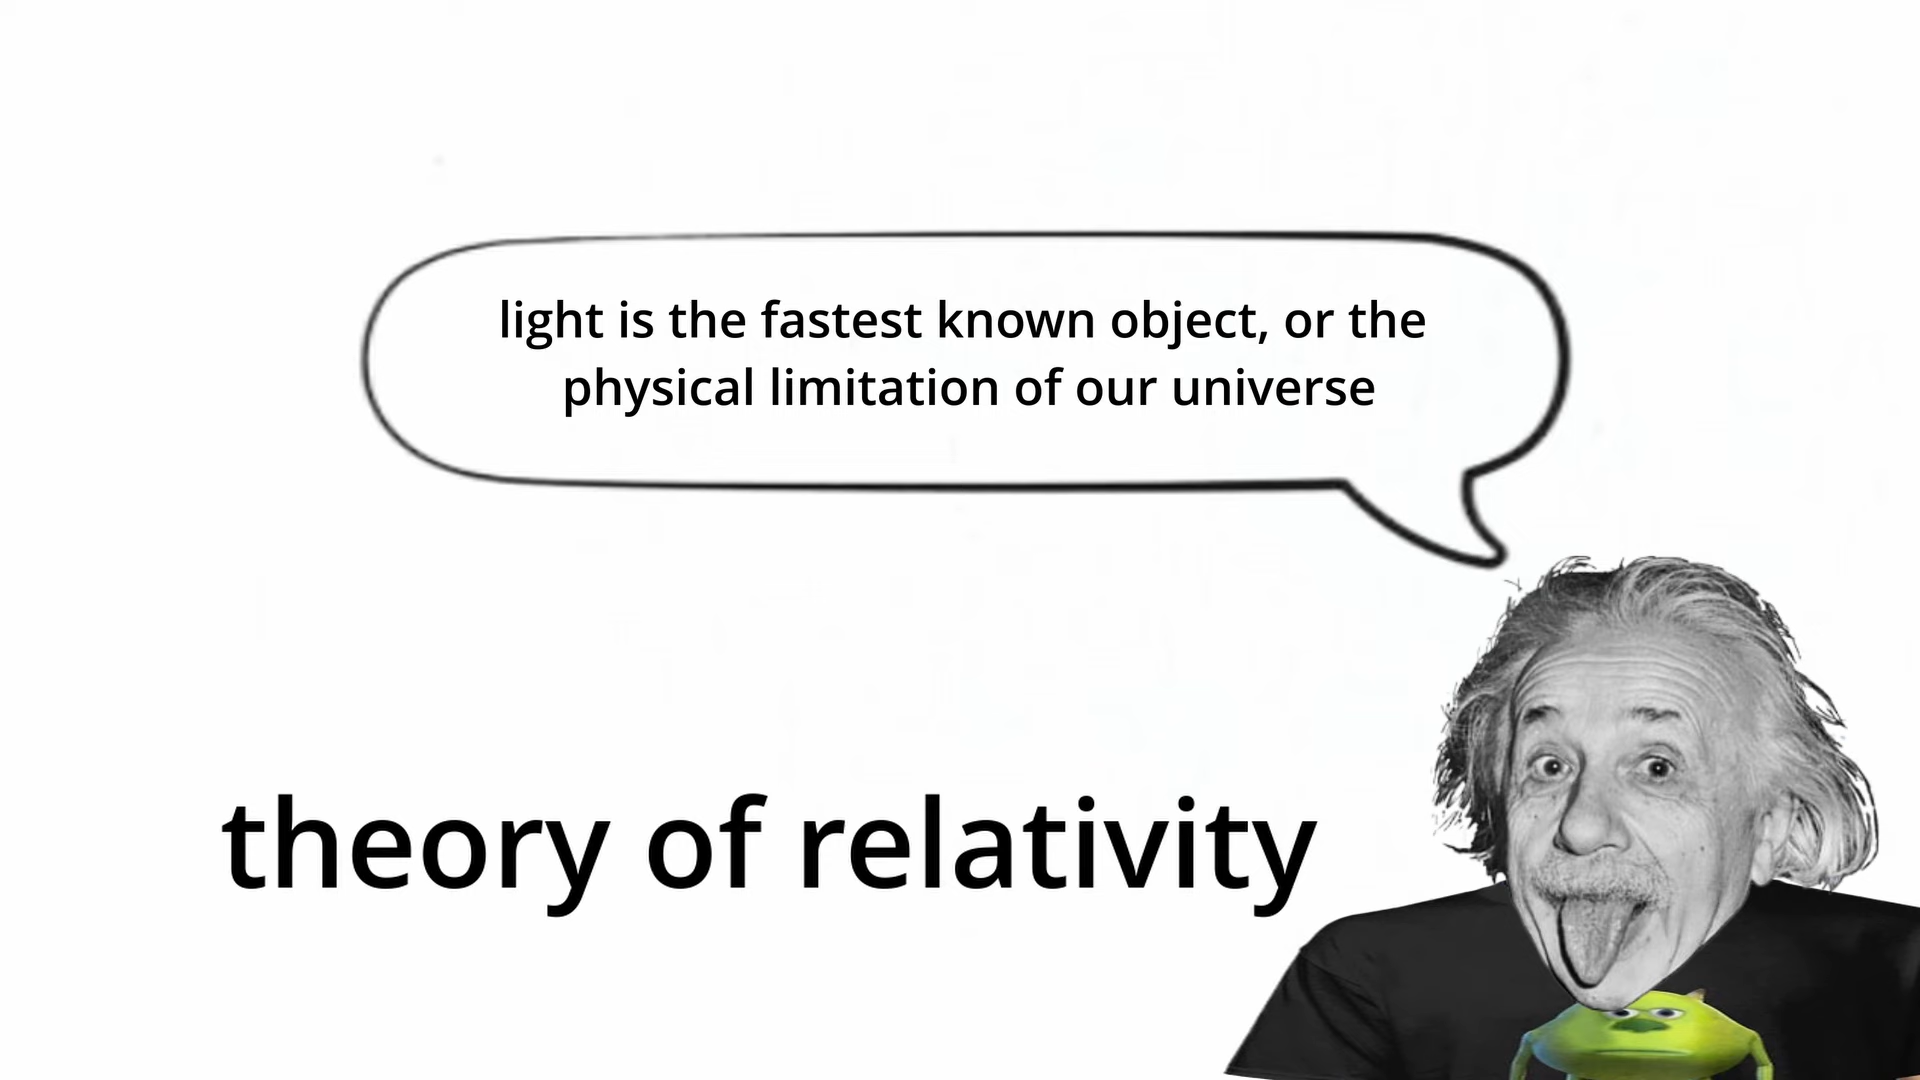 light is the fastest known object, or the
physical limitation of our universe
theory of relativity